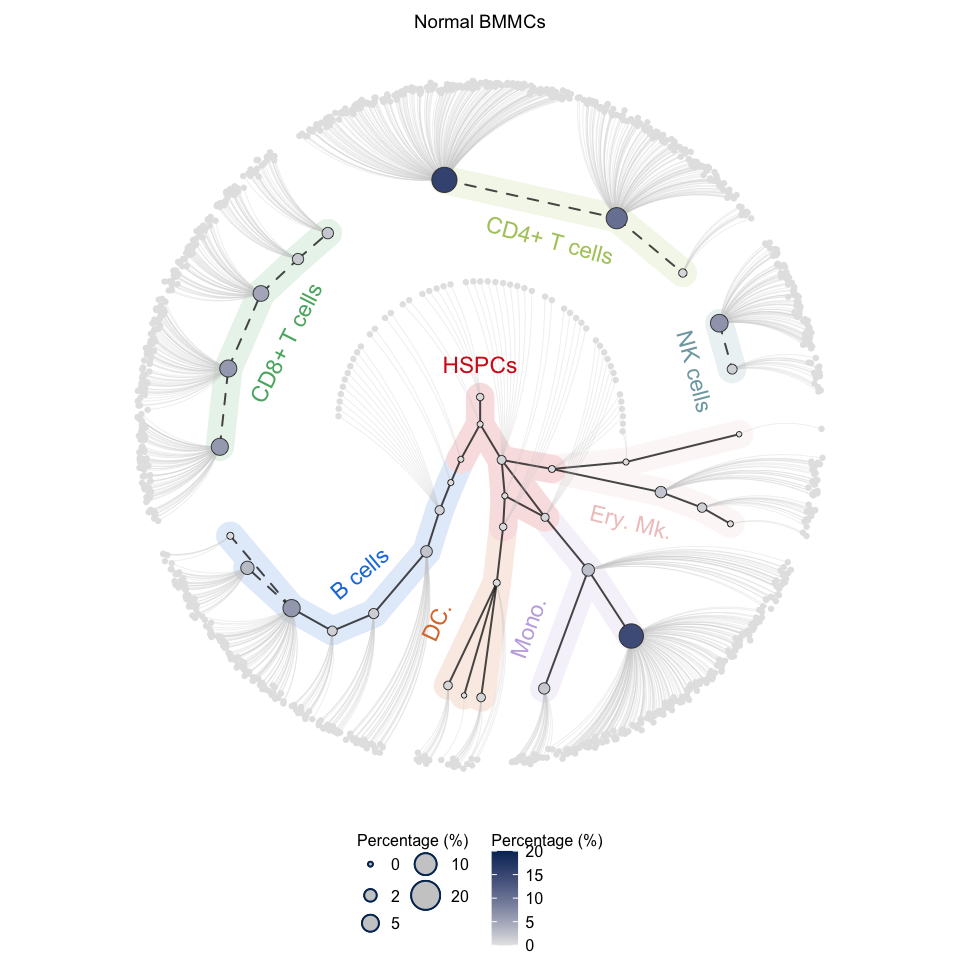 Normal BMMCs
CD4+ T cells
CD8+ T cells
NK cells
HSPCs
Ery. Mk.
B cells
DC.
Mono.
Percentage (%)
0
2
5
10
20
Percentage (%)
20
15
10
5
0